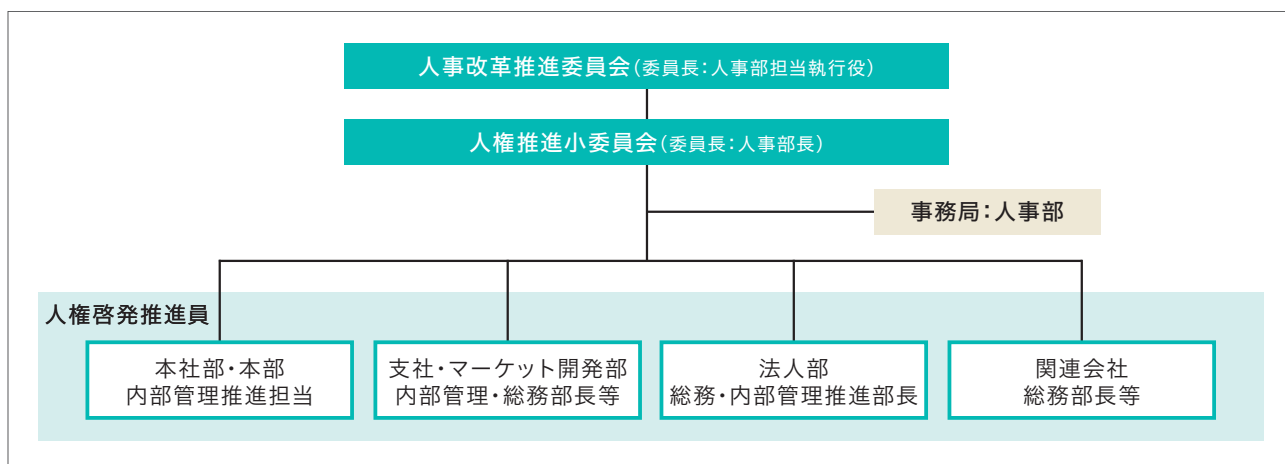 人事改革推進委員会（委員長：人事部担当執行役）
人権推進小委員会（委員長：人事部長）
事務局：人事部
人権啓発推進員
本社部・本部
内部管理推進担当
支社・マーケット開発部
内部管理・総務部長等
法人部
総務・内部管理推進部長
関連会社
総務部長等